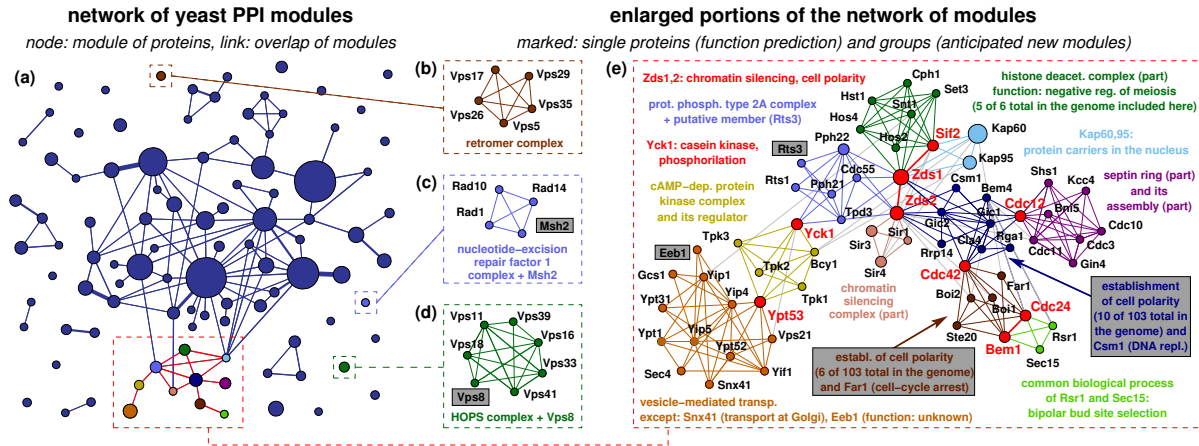 network of yeast PPI modules
node: module of proteins, link: overlap of modules
enlarged portions of the network of modules
marked: single proteins (function prediction) and groups (anticipated new modules)
(a)
(b)
Vps17
Vps29
Vps35
Vps26
Vps5
retromer complex
(c)
Rad10
Rad14
Rad1
Msh2
nucleotide-excision
repair factor 1
complex + Msh2
(d)
Vps11
Vps39
Vps16
Vps18
Vps33
Vps8
Vps41
HOPS complex + Vps8
(e)
Zds1,2: chromatin silencing, cell polarity
prot. phosph. type 2A complex
+ putative member (Rts3)
Yck1: casein kinase,
phosphorilation
cAMP-dep. protein
kinase complex
and its regulator
histone deacet. complex (part)
function: negative reg. of meiosis
(5 of 6 total in the genome included here)
Kap60,95:
protein carriers in the nucleus
septin ring (part)
and its
assembly (part)
Cph1
Hst1
Set3
Snt1
Hos4
Hos2
Sif2
Kap60
Kap95
Pph22
Rts3
Cdc55
Rts1
Pph21
Tpd3
Zds1
Zds2
Csm1
Bem4
Gic1
Gic2
Cla4
Rga1
Rrp14
Cdc12
Shs1
Kcc4
Bni5
Cdc10
Cdc3
Cdc11
Gin4
Yck1
Sir1
Sir3
Sir4
chromatin
silencing
complex (part)
Tpk3
Tpk2
Bcy1
Tpk1
Eeb1
Gcs1
Yip1
Yip4
Ypt31
Ypt53
Ypt1
Yip5
Ypt52
Vps21
Sec4
Snx41
Yif1
vesicle-mediated transp.
except: Snx41 (transport at Golgi), Eeb1 (function: unknown)
Cdc42
Far1
Boi2
Boi1
Cdc24
Ste20
Bem1
Rsr1
Sec15
establishment
of cell polarity
(10 of 103 total in
the genome) and
Csm1 (DNA repl.)
establ. of cell polarity
(6 of 103 total in the genome)
and Far1 (cell-cycle arrest)
common biological process
of Rsr1 and Sec15:
bipolar bud site selection